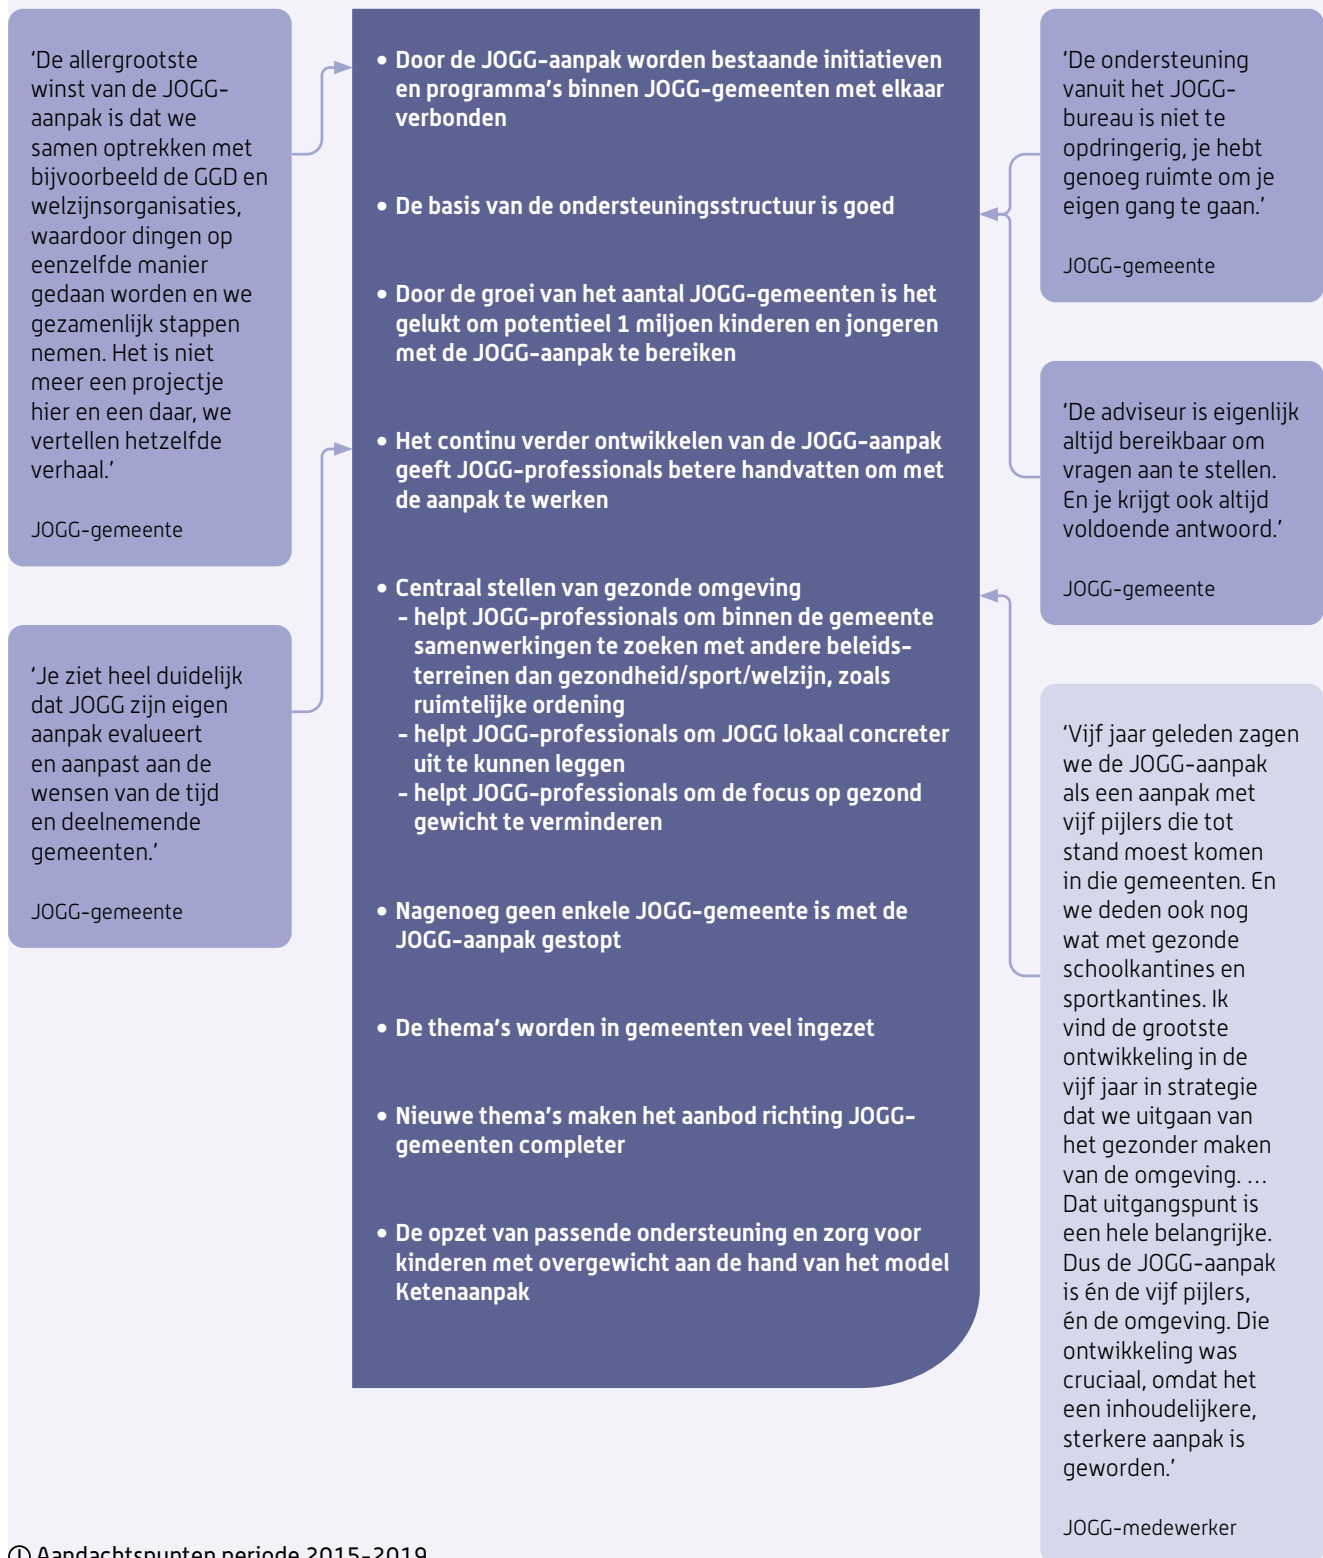 ‘De allergrootste
winst van de JOGG-
aanpak is dat we
samen optrekken met
bijvoorbeeld de GGD en
welzijnsorganisaties,
waardoor dingen op
eenzelfde manier
gedaan worden en we
gezamenlijk stappen
nemen. Het is niet
meer een projectje
hier en een daar, we
vertellen hetzelfde
verhaal.’
JOGG-gemeente
‘Je ziet heel duidelijk
dat JOGG zijn eigen
aanpak evalueert
en aanpast aan de
wensen van de tijd
en deelnemende
gemeenten.’
JOGG-gemeente
• Door de JOGG-aanpak worden bestaande initiatieven
en programma’s binnen JOGG-gemeenten met elkaar
verbonden
• De basis van de ondersteuningsstructuur is goed
• Door de groei van het aantal JOGG-gemeenten is het
gelukt om potentieel 1 miljoen kinderen en jongeren
met de JOGG-aanpak te bereiken
• Het continu verder ontwikkelen van de JOGG-aanpak
geeft JOGG-professionals betere handvatten om met
de aanpak te werken
• Centraal stellen van gezonde omgeving
- helpt JOGG-professionals om binnen de gemeente
samenwerkingen te zoeken met andere beleids-
terreinen dan gezondheid/sport/welzijn, zoals
ruimtelijke ordening
- helpt JOGG-professionals om JOGG lokaal concreter
uit te kunnen leggen
- helpt JOGG-professionals om de focus op gezond
gewicht te verminderen
• Nagenoeg geen enkele JOGG-gemeente is met de
JOGG-aanpak gestopt
• De thema’s worden in gemeenten veel ingezet
• Nieuwe thema’s maken het aanbod richting JOGG-
gemeenten completer
• De opzet van passende ondersteuning en zorg voor
kinderen met overgewicht aan de hand van het model
Ketenaanpak
‘De ondersteuning
vanuit het JOGG-
bureau is niet te
opdringerig, je hebt
genoeg ruimte om je
eigen gang te gaan.’
JOGG-gemeente
‘De adviseur is eigenlijk
altijd bereikbaar om
vragen aan te stellen.
En je krijgt ook altijd
voldoende antwoord.’
JOGG-gemeente
‘Vijf jaar geleden zagen
we de JOGG-aanpak
als een aanpak met
vijf pijlers die tot
stand moest komen
in die gemeenten. En
we deden ook nog
wat met gezonde
schoolkantines en
sportkantines. Ik
vind de grootste
ontwikkeling in de
vijf jaar in strategie
dat we uitgaan van
het gezonder maken
van de omgeving. …
Dat uitgangspunt is
een hele belangrijke.
Dus de JOGG-aanpak
is én de vijf pijlers,
én de omgeving. Die
ontwikkeling was
cruciaal, omdat het
een inhoudelijkere,
sterkere aanpak is
geworden.’
JOGG-medewerker
Aandachtspunten periode 2015-2019